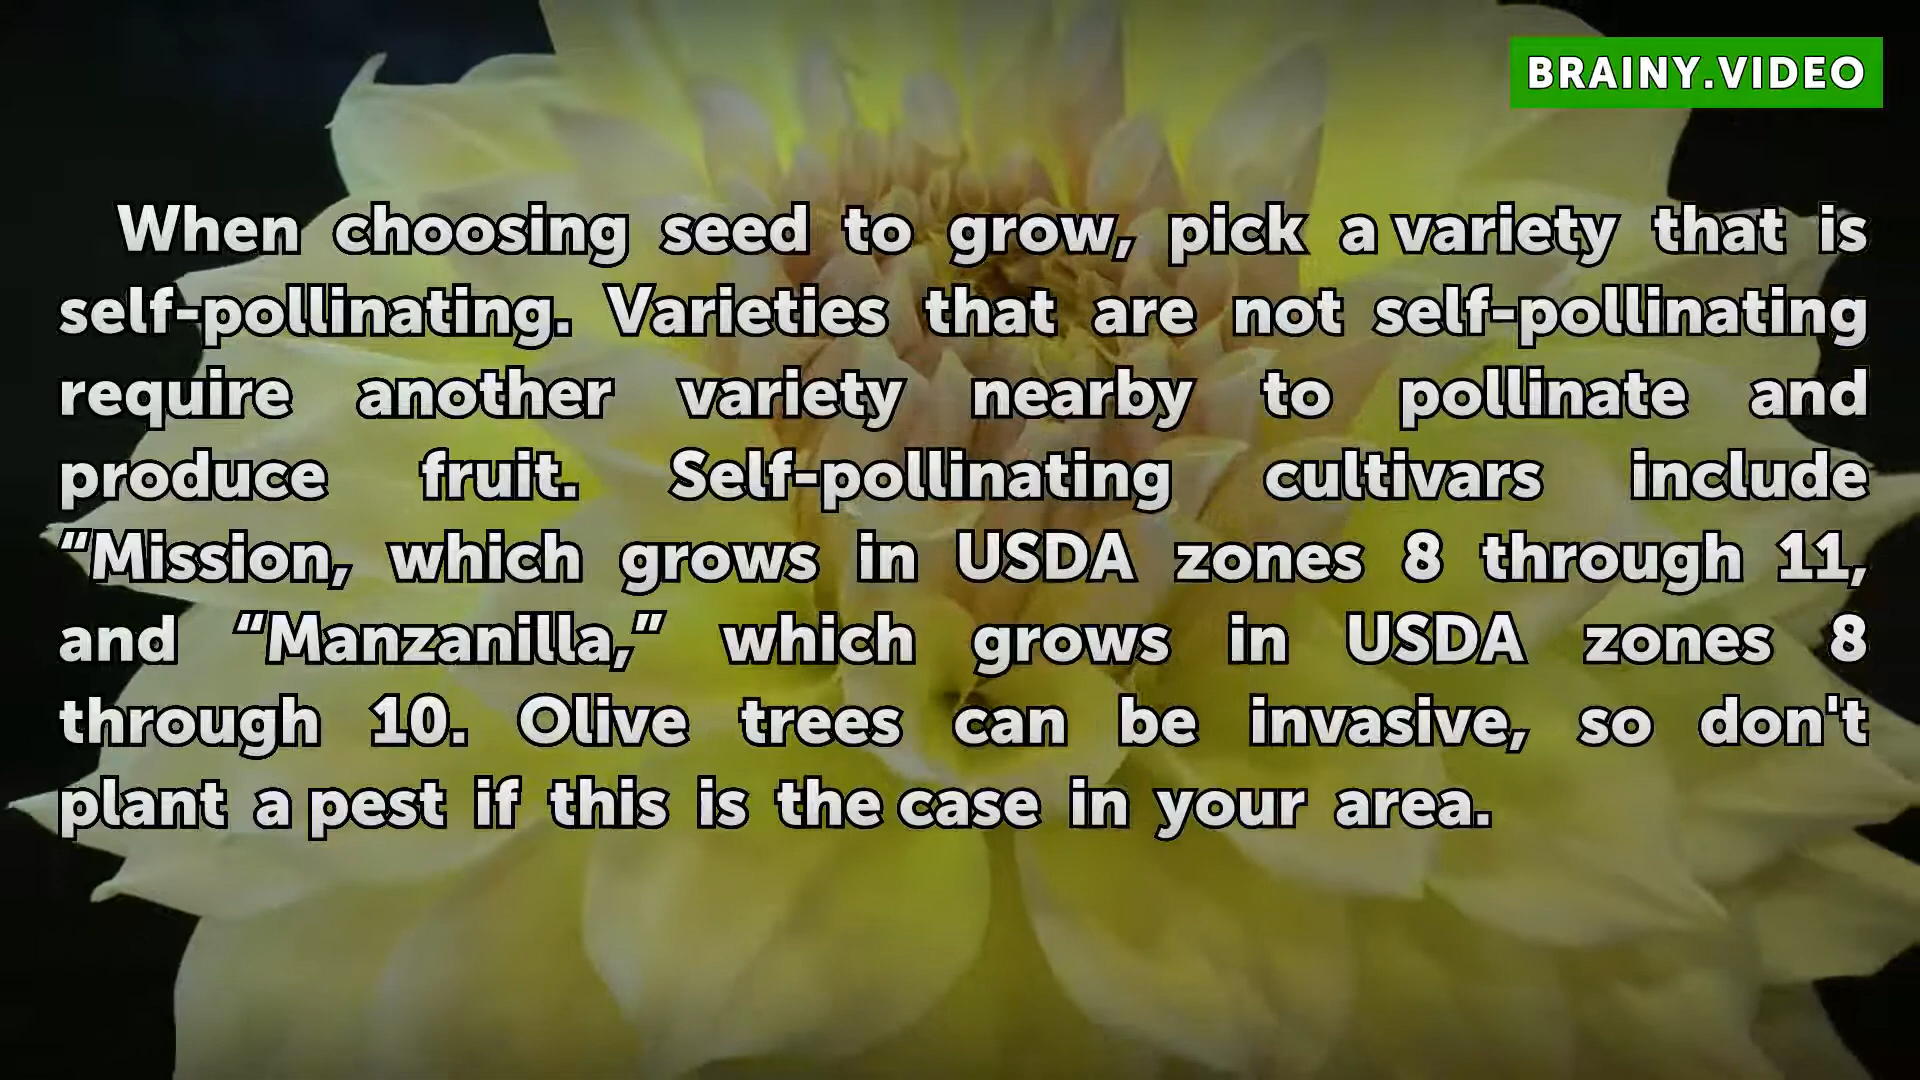 BRAINY.VIDEO
When choosing seed to grow, pick a variety that is
self-pollinating. Varieties that are not self-pollinating
require another variety nearby to pollinate and
produce fruit. Self-pollinating cultivars include
“Mission, which grows in USDA zones 8 through 11,
and “Manzanilla,” which grows in USDA zones 8
through 10. Olive trees can be invasive, so don't
plant a pest if this is the case in your area.